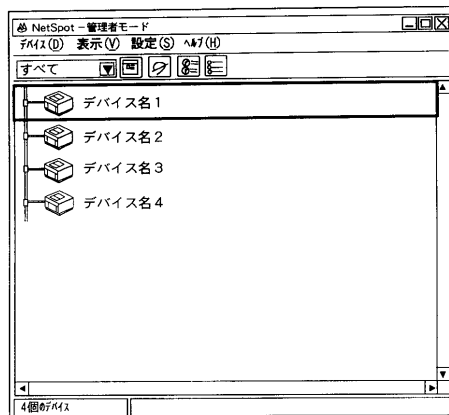 NetSpot −管理者モード
ﾃﾞﾊﾞｲｽ(D) 表示(V) 設定(S) ﾍﾙﾌﾟ(H)
すべて
デバイス名1
デバイス名2
デバイス名3
デバイス名4
4個のﾃﾞﾊﾞｲｽ